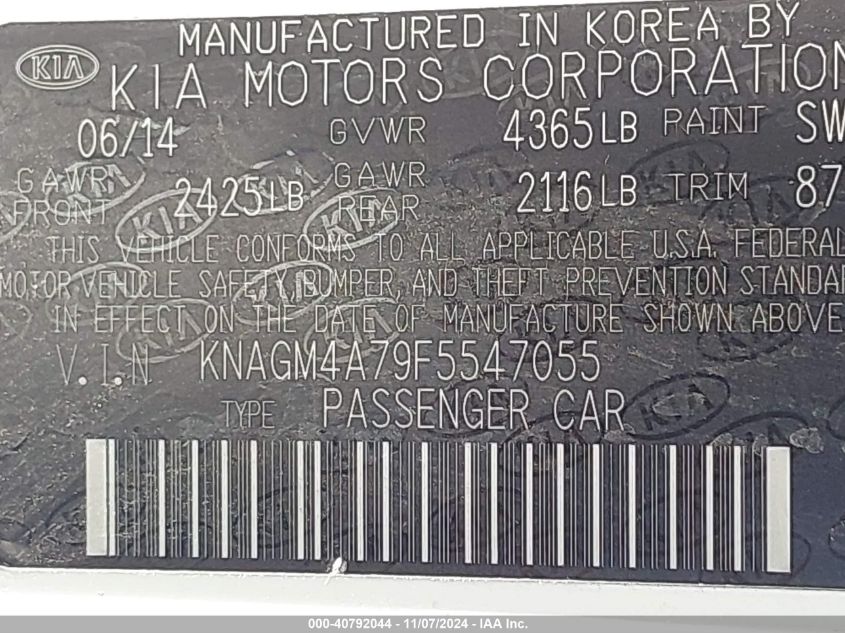 MANUFACTURED IN KOREA BY
KIA KIA MOTORS CORPORATION
06/14 GVWR 4365LB PAINT SW
GAWR FRONT 2425LB GAWR REAR 2116LB TRIM 87
THIS VEHICLE CONFORMS TO ALL APPLICABLE U.S.A. FEDERAL
MOTOR VEHICLE SAFETY, BUMPER, AND THEFT PREVENTION STANDAR
IN EFFECT ON THE DATE OF MANUFACTURE SHOWN ABOVE
V.I.N KNAGM4A79F5547055
TYPE PASSENGER CAR
000-40792044 - 11/07/2024 - IAA Inc.